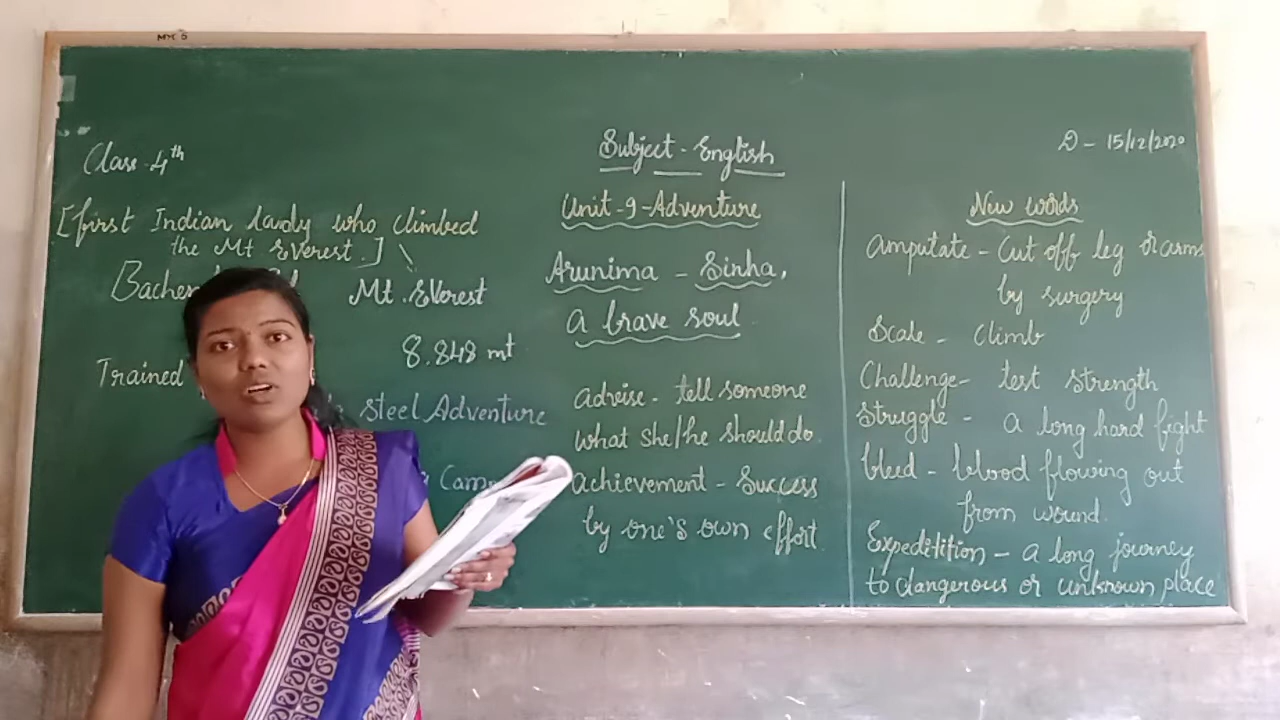 Class-4th
Subject-English
D - 15/12/2020
[first Indian lavdy who climbed
the Mt Everest.]
Mt. Everest
8.848 mt
Trained
steel Adventure
Unit-9-Adventure
Arunima - Sinha,
a brave soul
advise - tell someone
what she/he should do.
achievement - Success
by one's own effort.
New words
Amputate - Cut off leg or arms
by surgery
Scale - Climb
Challenge - test strength
Struggle - a long hard fight
bleed - blood flowing out
from wound.
Expeditition - a long journey
to dangerous or unknown place